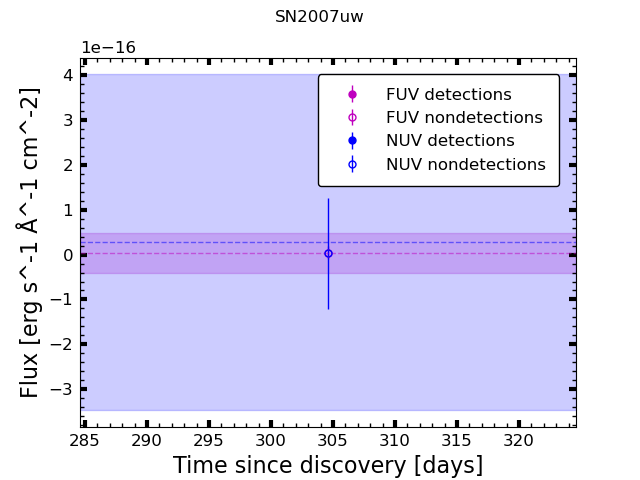 SN2007uw
1e−16
FUV detections
FUV nondetections
NUV detections
NUV nondetections
4
3
2
1
0
−1
−2
−3
285 290 295 300 305 310 315 320
Time since discovery [days]
Flux [erg s^-1 Å^-1 cm^-2]